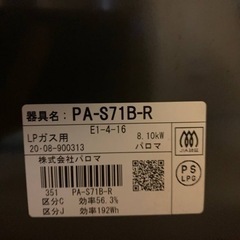 器具名: PA-S71B-R
E1-4-16
LPガス用 8.10kW
20·08-900313 パロマ
株式会社パロマ
351 PA-S71B-R
区分C 効率56.3%
区分J 効率192Wh
PS
LPG